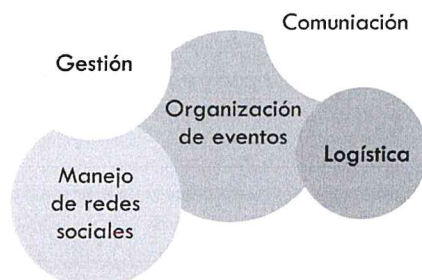 Comuniación
Gestión
Organización
de eventos
Logística
Manejo
de redes
sociales